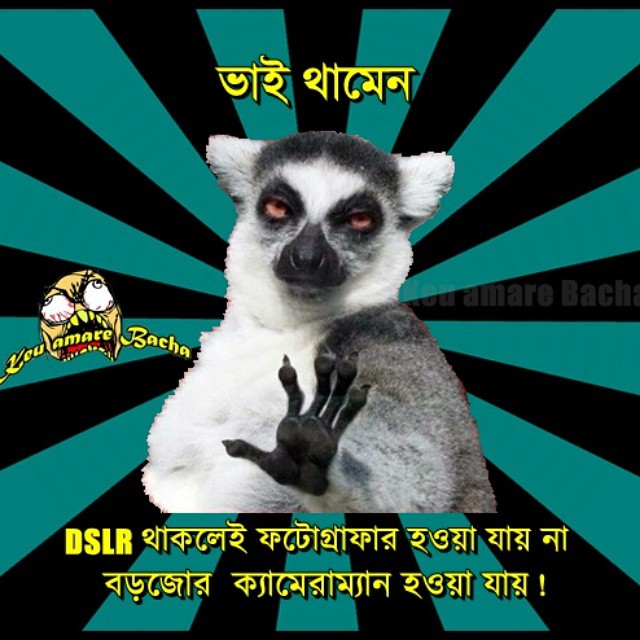 ভাই থামেন
Keu amare Bacha
Keu amare Bacha
DSLR থাকলেই ফটোগ্রাফার হওয়া যায় না
বড়জোর ক্যামেরাম্যান হওয়া যায় !